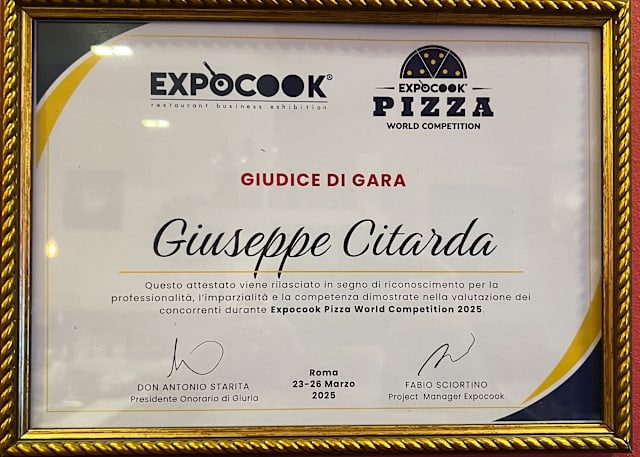 EXPOCOOK®
restaurant business exhibition
EXPOCOOK®
PIZZA
WORLD COMPETITION
GIUDICE DI GARA
Giuseppe Citarda
Questo attestato viene rilasciato in segno di riconoscimento per la
professionalità, l'imparzialità e la competenza dimostrate nella valutazione dei
concorrenti durante Expocook Pizza World Competition 2025.
DON ANTONIO STARITA
Presidente Onorario di Giuria
Roma
23-26 Marzo
2025
FABIO SCIORTINO
Project Manager Expocook